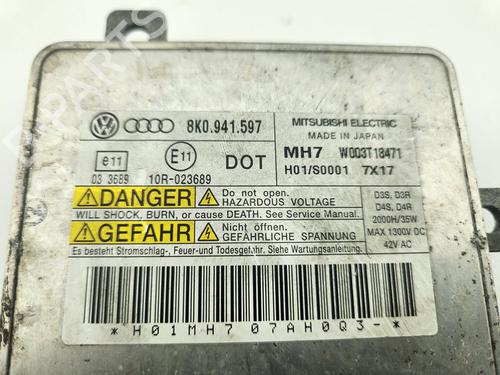 8K0.941.597
MITSUBISHI ELECTRIC
MADE IN JAPAN
e11
E11
DOT
MH7 W003T18471
03 3689
10R-023689
H01/S0001 7X17
DANGER
Do not open.
HAZARDOUS VOLTAGE
WILL SHOCK, BURN, or cause DEATH. See Service Manual.
GEFAHR
Nicht öffnen.
GEFÄHRLICHE SPANNUNG
Es besteht Stromschlag-, Feuer-und Todesgefahr. Siehe Wartungsanleitung.
D3S, D3R
D4S, D4R
2000H/35W
MAX 1300V DC
42V AC
*H01MH707AH0Q3-*
B-PARTS